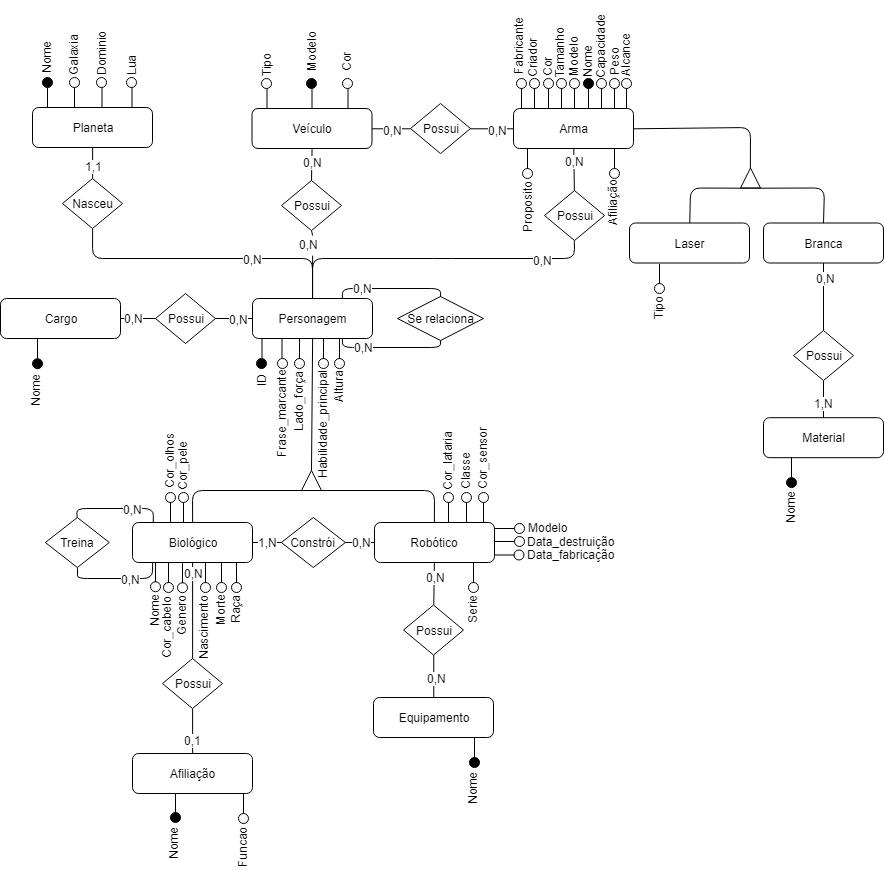 Nome
Galaxia
Dominio
Lua
Planeta
1,1
Nasceu
0,N
Tipo
Modelo
Cor
Veículo
0,N
Possui
0,N
0,N
Possui
0,N
Fabricante
Criador
Cor
Tamanho
Modelo
Nome
Capacidade
Peso
Alcance
Arma
Proposito
Afiliação
0,N
Possui
0,N
Laser
Tipo
Branca
0,N
Possui
1,N
Material
Nome
Cargo
Nome
0,N
Possui
0,N
Personagem
0,N
Se relaciona
0,N
ID
Frase_marcante
Lado_força
Habilidade_principal
Altura
Cor_olhos
Cor_pele
0,N
Treina
0,N
Biológico
Nome
Cor_cabelo
Genero
Nascimento
Morte
Raça
1,N
Constrói
0,N
Cor_lataria
Classe
Cor_sensor
Robótico
Modelo
Data_destruição
Data_fabricação
Serie
0,N
Possui
0,N
Equipamento
Nome
0,N
Possui
0,1
Afiliação
Nome
Funcao